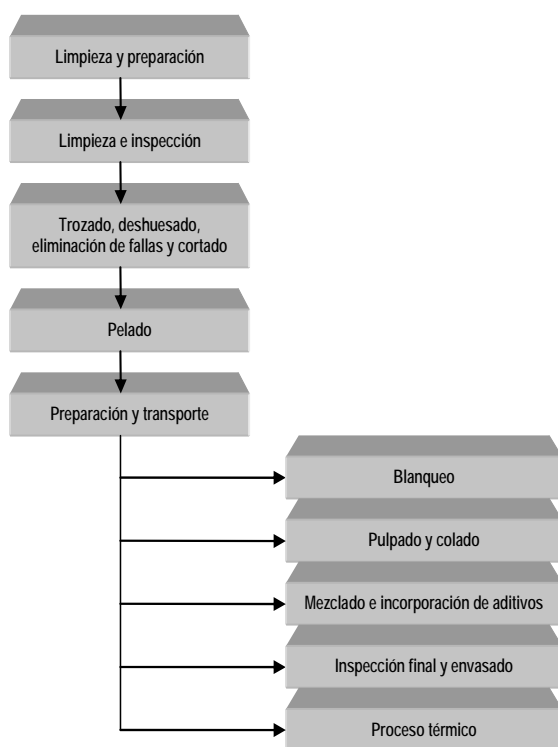 Limpieza y preparación
Limpieza e inspección
Trozado, deshuesado,
eliminación de fallas y cortado
Pelado
Preparación y transporte
Blanqueo
Pulpado y colado
Mezclado e incorporación de aditivos
Inspección final y envasado
Proceso térmico